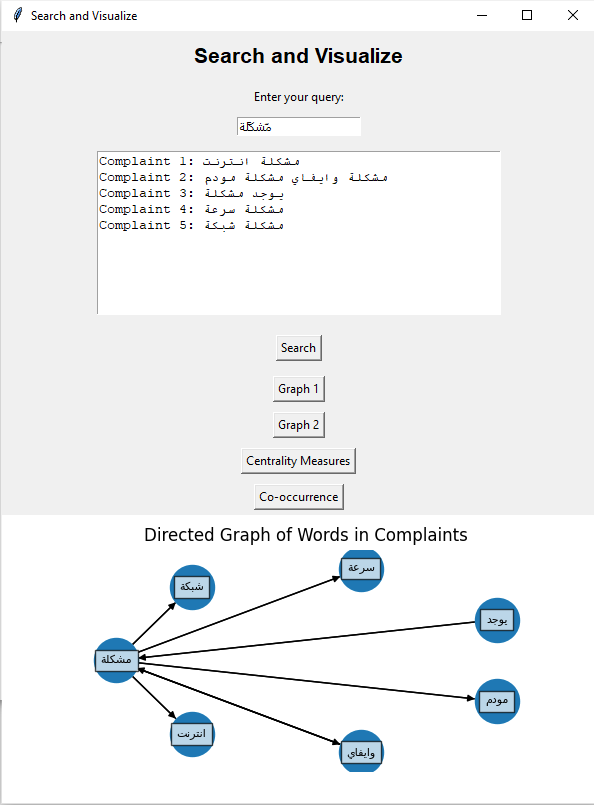 Search and Visualize
Search and Visualize
Enter your query:
مّشكَلّة
Complaint 1: مشكلة انترنت
Complaint 2: مشكلة وايفاي مشكلة مودم
Complaint 3: يوجد مشكلة
Complaint 4: مشكلة سرعة
Complaint 5: مشكلة شبكة
Search
Graph 1
Graph 2
Centrality Measures
Co-occurrence
Directed Graph of Words in Complaints
سرعة
شبكة
يوجد
مشكلة
مودم
انترنت
وايفاي